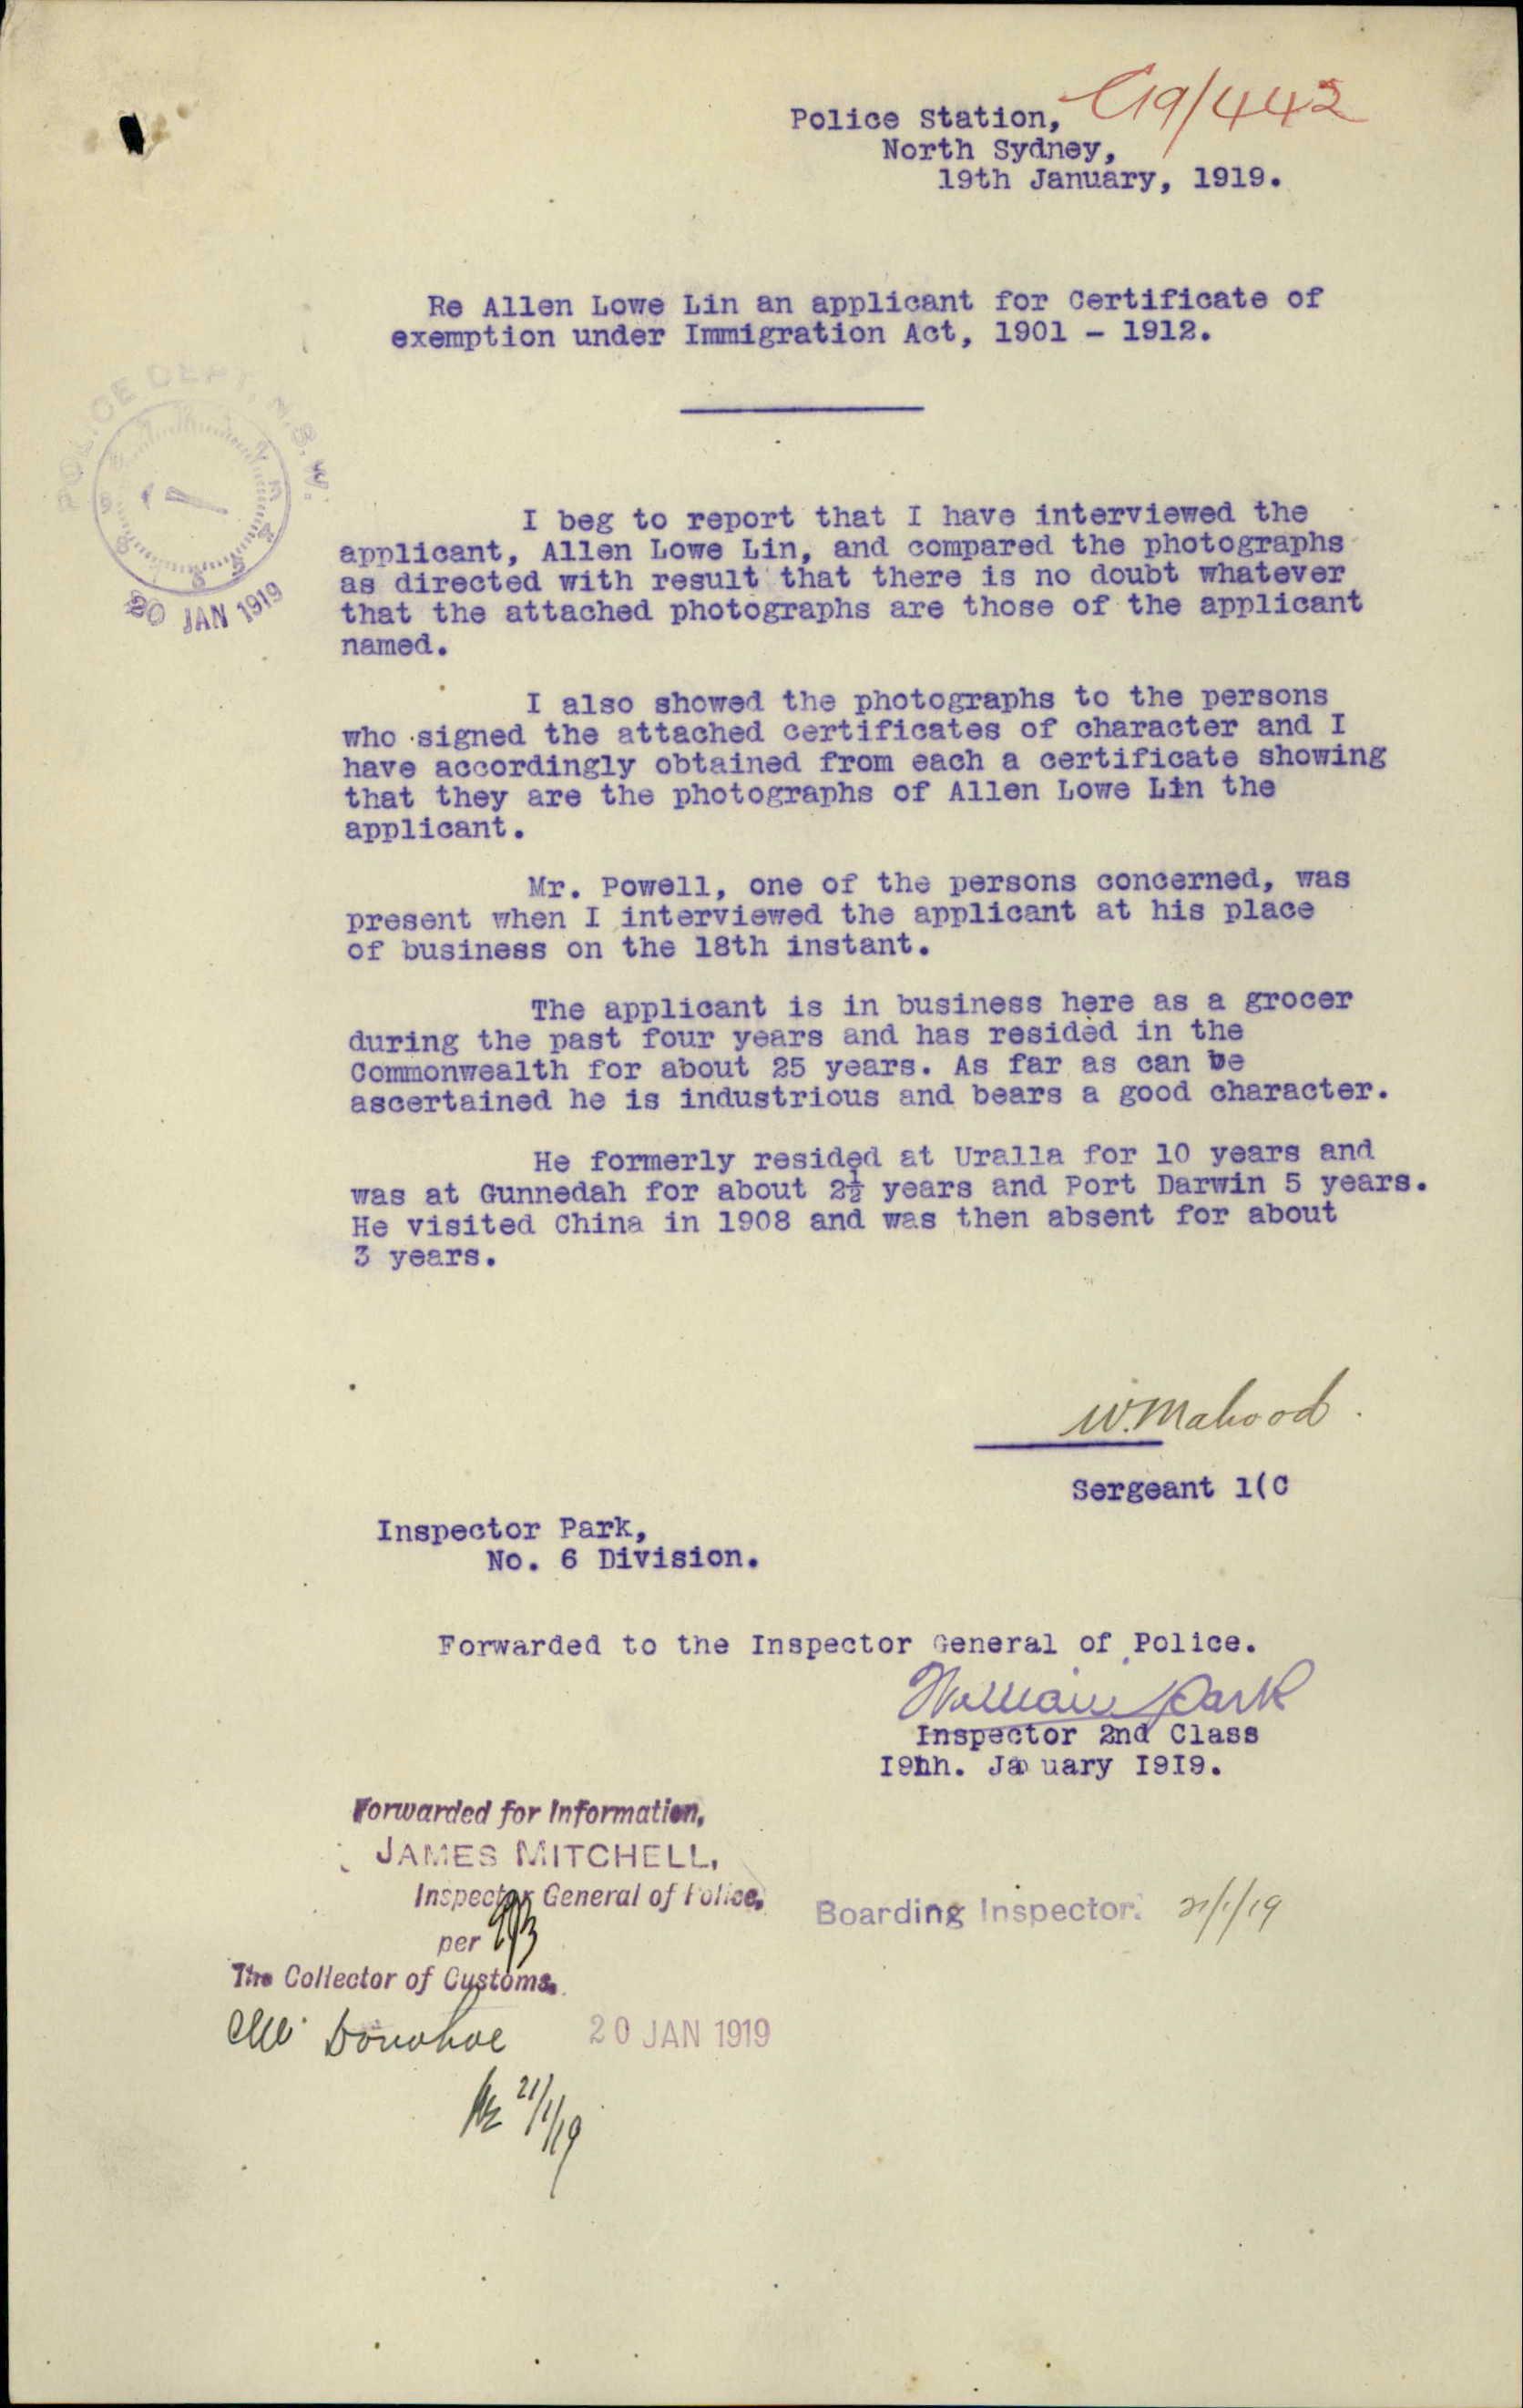 C19/442
Police Station,
North Sydney,
19th January, 1919.
Re Allen Lowe Lin an applicant for Certificate of
exemption under Immigration Act, 1901 - 1912.
POLICE DEPT. N.S.W.
20 JAN 1919
I beg to report that I have interviewed the
applicant, Allen Lowe Lin, and compared the photographs
as directed with result that there is no doubt whatever
that the attached photographs are those of the applicant
named.
I also showed the photographs to the persons
who signed the attached certificates of character and I
have accordingly obtained from each a certificate showing
that they are the photographs of Allen Lowe Lin the
applicant.
Mr. Powell, one of the persons concerned, was
present when I interviewed the applicant at his place
of business on the 18th instant.
The applicant is in business here as a grocer
during the past four years and has resided in the
Commonwealth for about 25 years. As far as can be
ascertained he is industrious and bears a good character.
He formerly resided at Uralla for 10 years and
was at Gunnedah for about 2½ years and Port Darwin 5 years.
He visited China in 1908 and was then absent for about
3 years.
W. Mahood.
Sergeant 1(C
Inspector Park,
No. 6 Division.
Forwarded to the Inspector General of Police.
William Park
Inspector 2nd Class
I9th. January I9I9.
Forwarded for Information,
JAMES MITCHELL,
Inspector General of Police,
per
Boarding Inspector. 21/1/19
The Collector of Customs.
Mr Donohoe
20 JAN 1919
21/1/19